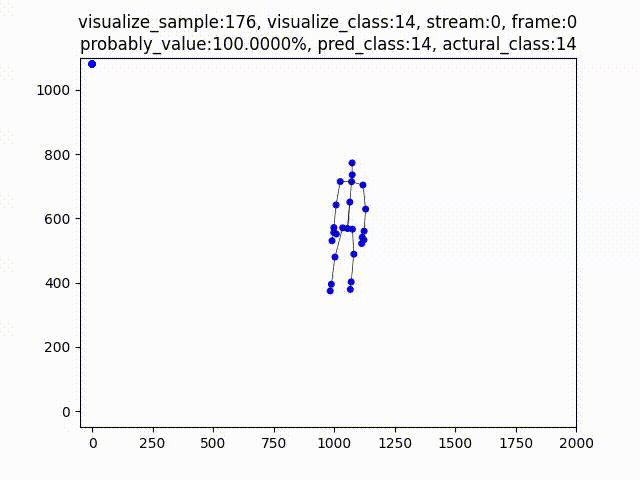 visualize_sample:176, visualize_class:14, stream:0, frame:0
probably_value:100.0000%, pred_class:14, actural_class:14
1000
800
600
400
200
0
0 250 500 750 1000 1250 1500 1750 2000